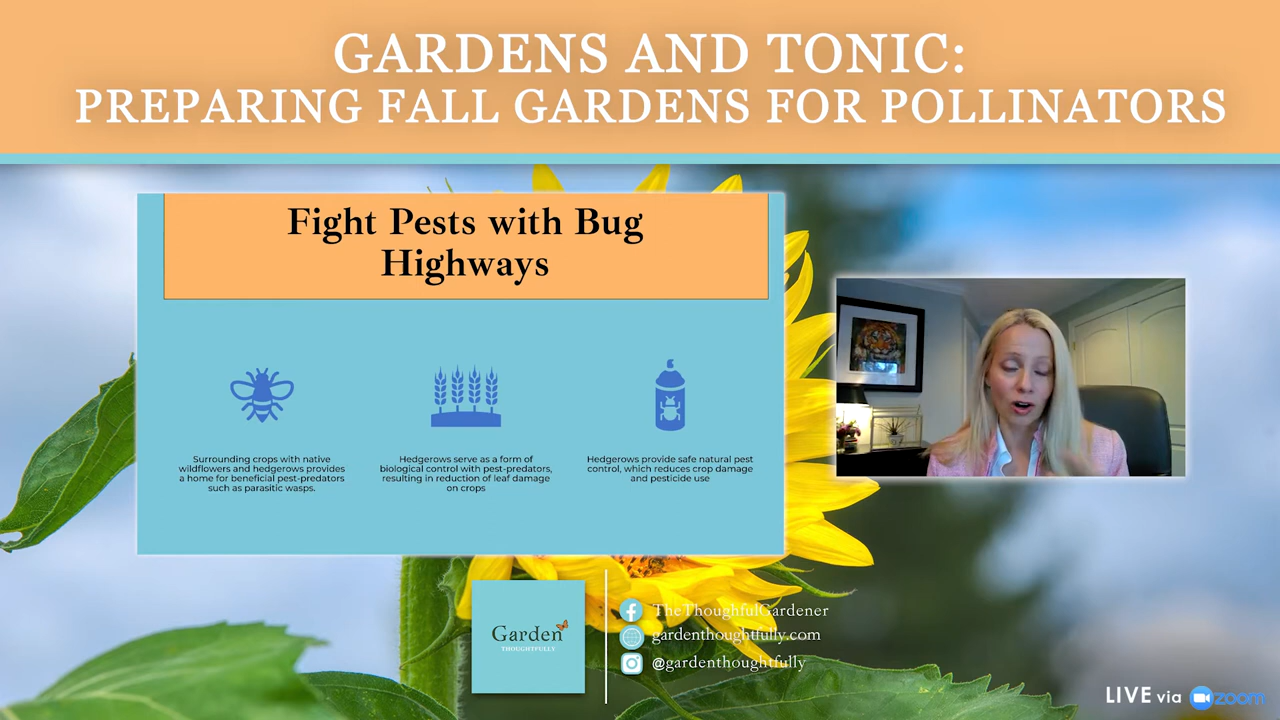 GARDENS AND TONIC:
PREPARING FALL GARDENS FOR POLLINATORS
Fight Pests with Bug
Highways
Surrounding crops with native
wildflowers and hedgerows provides
a home for beneficial pest-predators
such as parasitic wasps.
Hedgerows serve as a form of
biological control with pest-predators,
resulting in reduction of leaf damage
on crops
Hedgerows provide safe natural pest
control, which reduces crop damage
and pesticide use
Garden
THOUGHTFULLY
TheThoughfulGardener
gardenthoughtfully.com
@gardenthoughtfully
LIVE via zoom